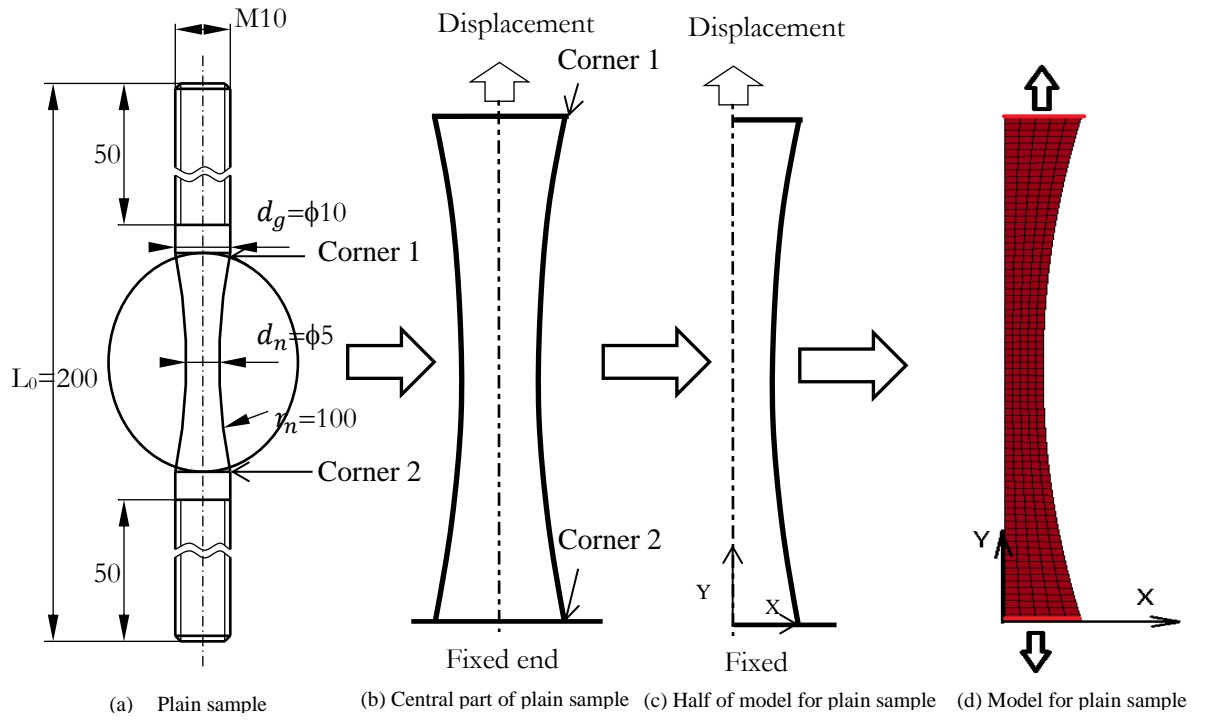 M10
50
d_g=ϕ10
Corner 1
d_n=ϕ5
L₀=200
r_n=100
Corner 2
50
(a) Plain sample
Displacement
Corner 1
Corner 2
Fixed end
(b) Central part of plain sample
Displacement
Y
X
Fixed
(c) Half of model for plain sample
Y
X
(d) Model for plain sample